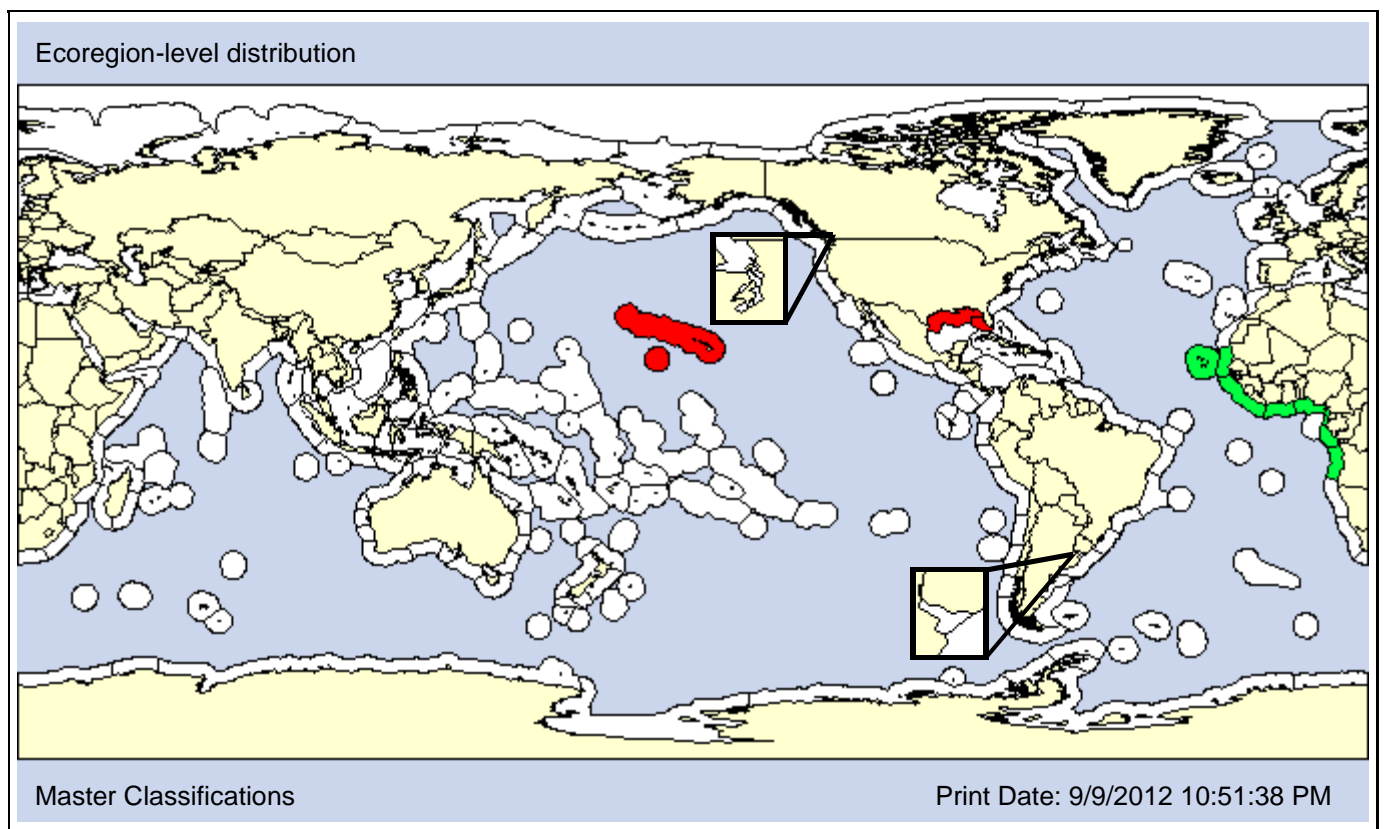 Ecoregion-level distribution
Master Classifications
Print Date: 9/9/2012 10:51:38 PM